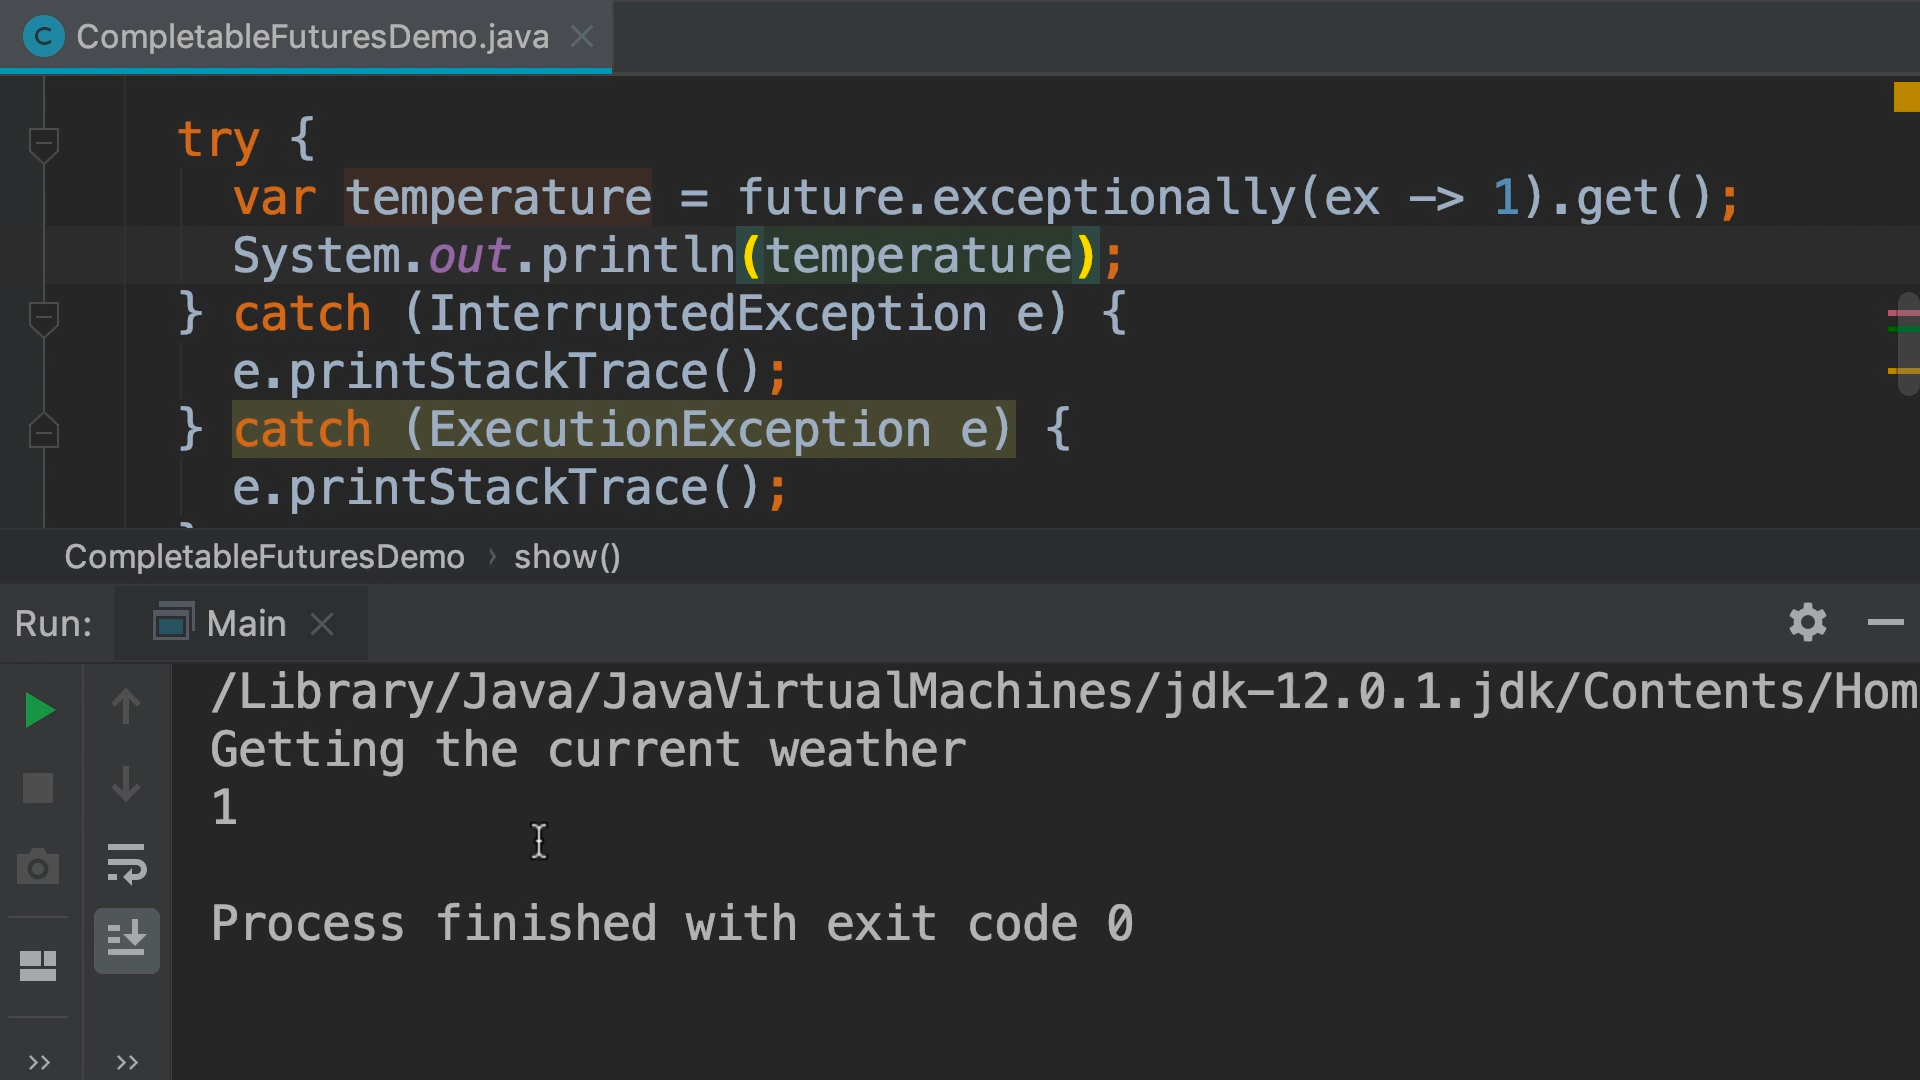 C CompletableFuturesDemo.java
try {
var temperature = future.exceptionally(ex -> 1).get();
System.out.println(temperature);
} catch (InterruptedException e) {
e.printStackTrace();
} catch (ExecutionException e) {
e.printStackTrace();
CompletableFuturesDemo › show()
Run: Main
/Library/Java/JavaVirtualMachines/jdk-12.0.1.jdk/Contents/Hom
Getting the current weather
1
Process finished with exit code 0